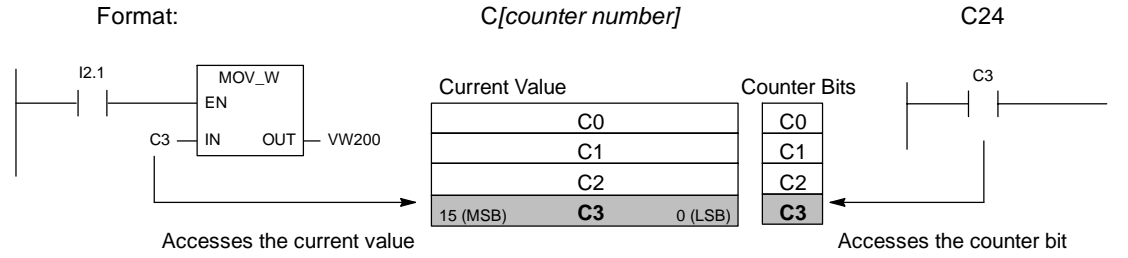 Format: C[counter number] C24
I2.1
MOV_W
EN
C3 IN OUT VW200
Current Value
Counter Bits
C0 C0
C1 C1
C2 C2
15 (MSB) C3 0 (LSB) C3
C3
Accesses the current value
Accesses the counter bit